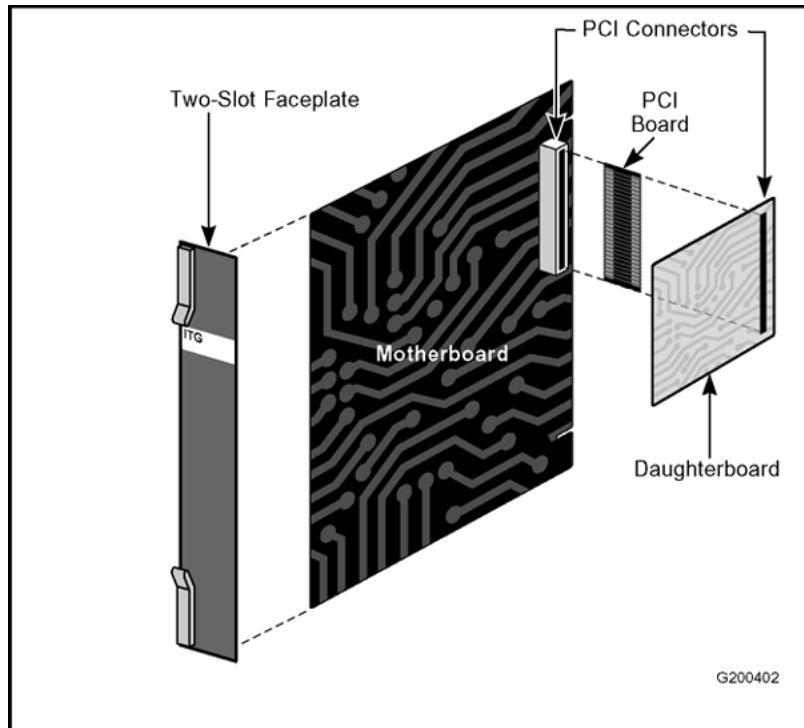 PCI Connectors
Two-Slot Faceplate
PCI
Board
ITG
Motherboard
Daughterboard
G200402